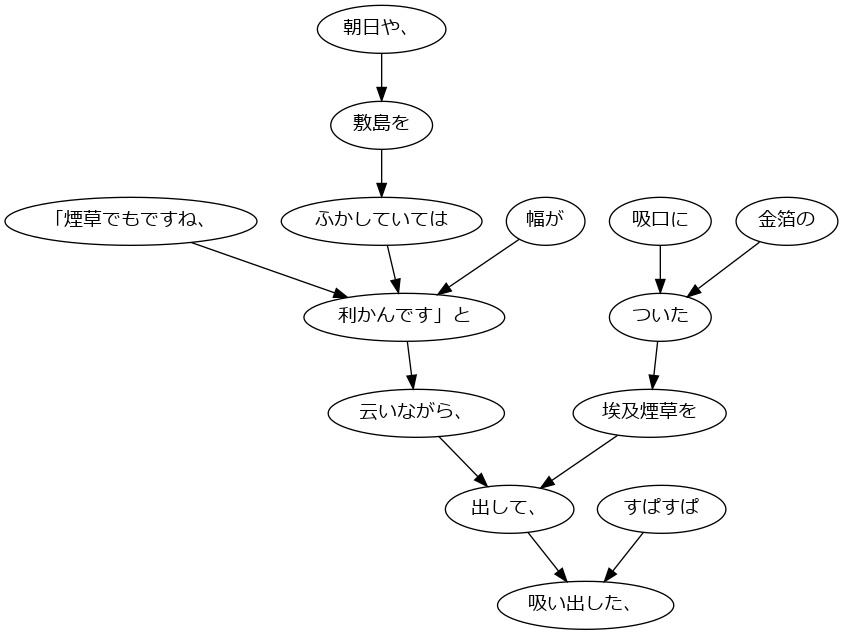 朝日や、
敷島を
「煙草でもですね、
ふかしていては
幅が
吸口に
金箔の
利かんです」と
ついた
云いながら、
埃及煙草を
出して、
すぱすぱ
吸い出した、